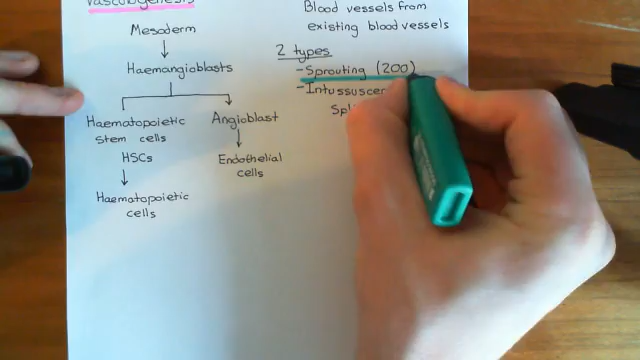 Vasculogenesis
Mesoderm
Haemangioblasts
Haematopoietic
Stem cells
HSCs
Haematopoietic
cells
Angioblast
Endothelial
cells
Blood vessels from
existing blood vessels
2 types
- Sprouting (200)
- Intussuscep
Spl